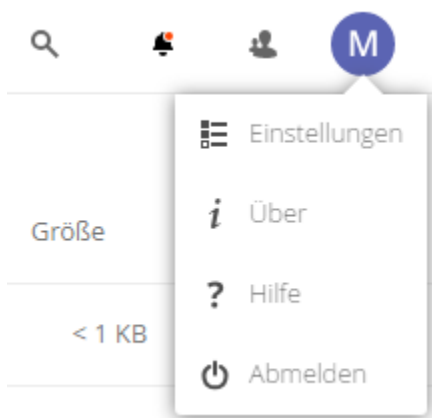 M
Einstellungen
Über
Größe
Hilfe
< 1 KB
Abmelden